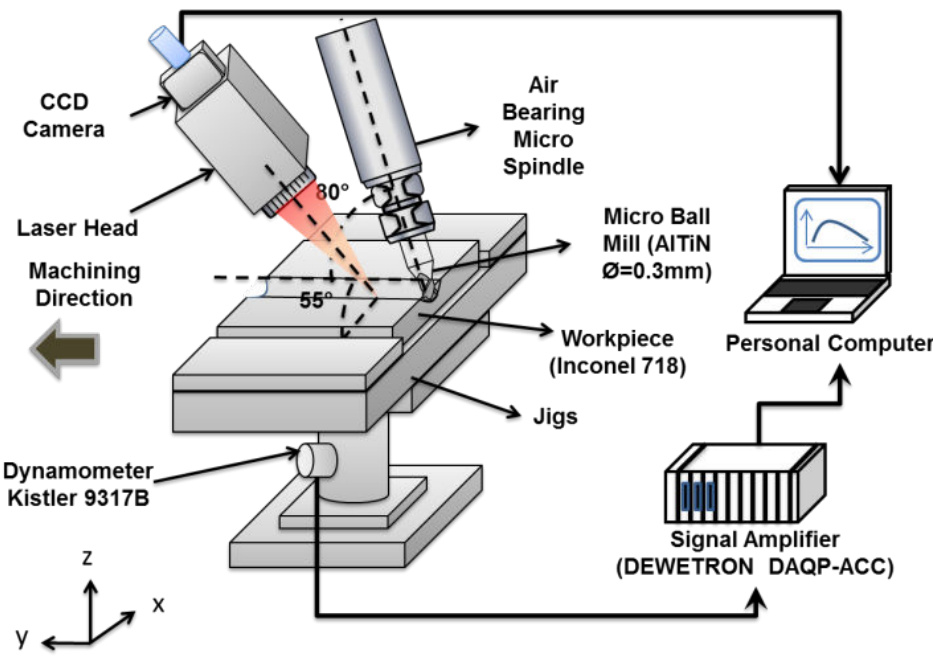 CCD
Camera
Laser Head
Machining
Direction
80°
55°
Air
Bearing
Micro
Spindle
Micro Ball
Mill (AlTiN
Ø=0.3mm)
Workpiece
(Inconel 718)
Jigs
Personal Computer
Dynamometer
Kistler 9317B
Signal Amplifier
(DEWETRON DAQP-ACC)
z
x
y